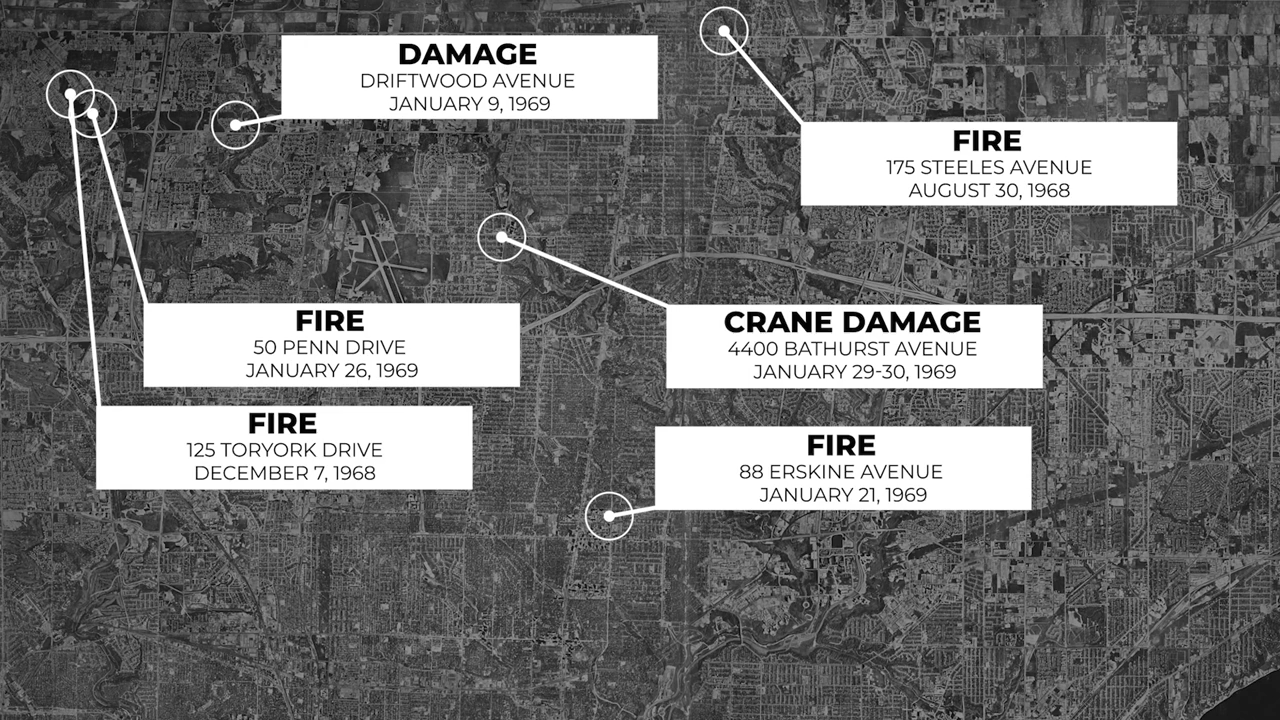 DAMAGE
DRIFTWOOD AVENUE
JANUARY 9, 1969
FIRE
175 STEELES AVENUE
AUGUST 30, 1968
FIRE
50 PENN DRIVE
JANUARY 26, 1969
CRANE DAMAGE
4400 BATHURST AVENUE
JANUARY 29-30, 1969
FIRE
125 TORYORK DRIVE
DECEMBER 7, 1968
FIRE
88 ERSKINE AVENUE
JANUARY 21, 1969